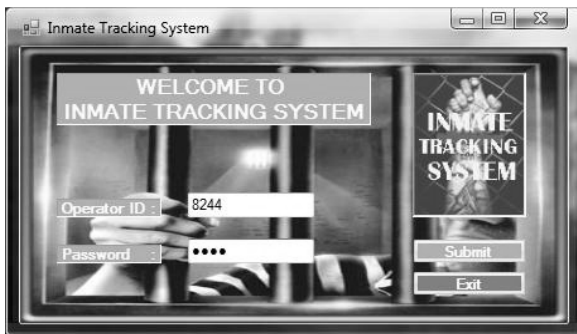 Inmate Tracking System
WELCOME TO
INMATE TRACKING SYSTEM
INMATE
TRACKING
SYSTEM
Operator ID :
8244
Password :
••••
Submit
Exit